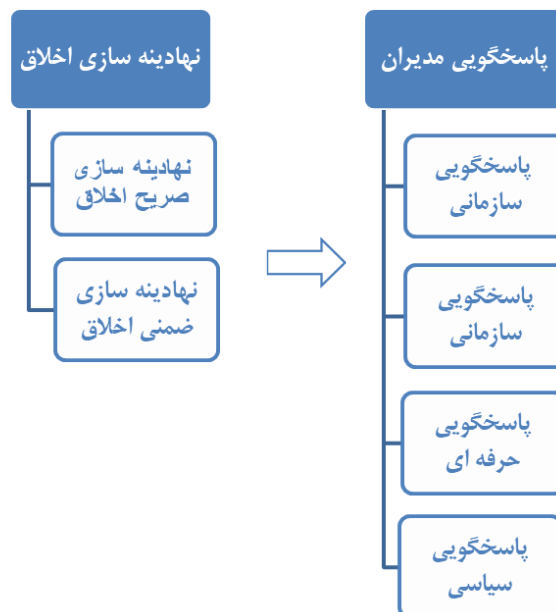 پاسخگویی مدیران
پاسخگویی
سازمانی
پاسخگویی
سازمانی
پاسخگویی
حرفه ای
پاسخگویی
سیاسی
نهادینه سازی اخلاق
نهادینه سازی
صریح اخلاق
نهادینه سازی
ضمنی اخلاق